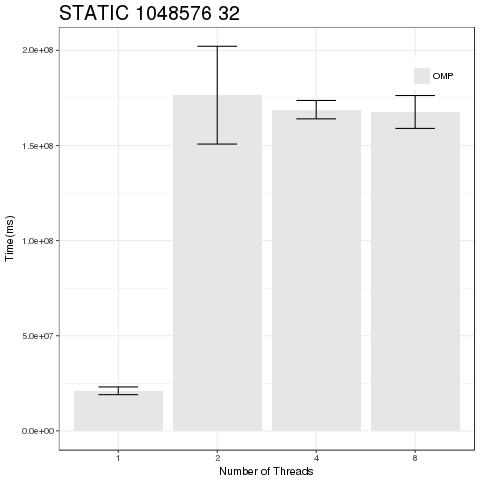 STATIC 1048576 32
2.0e+08
OMP
1.5e+08
Time(ms)
1.0e+08
5.0e+07
0.0e+00
1 2 4 8
Number of Threads